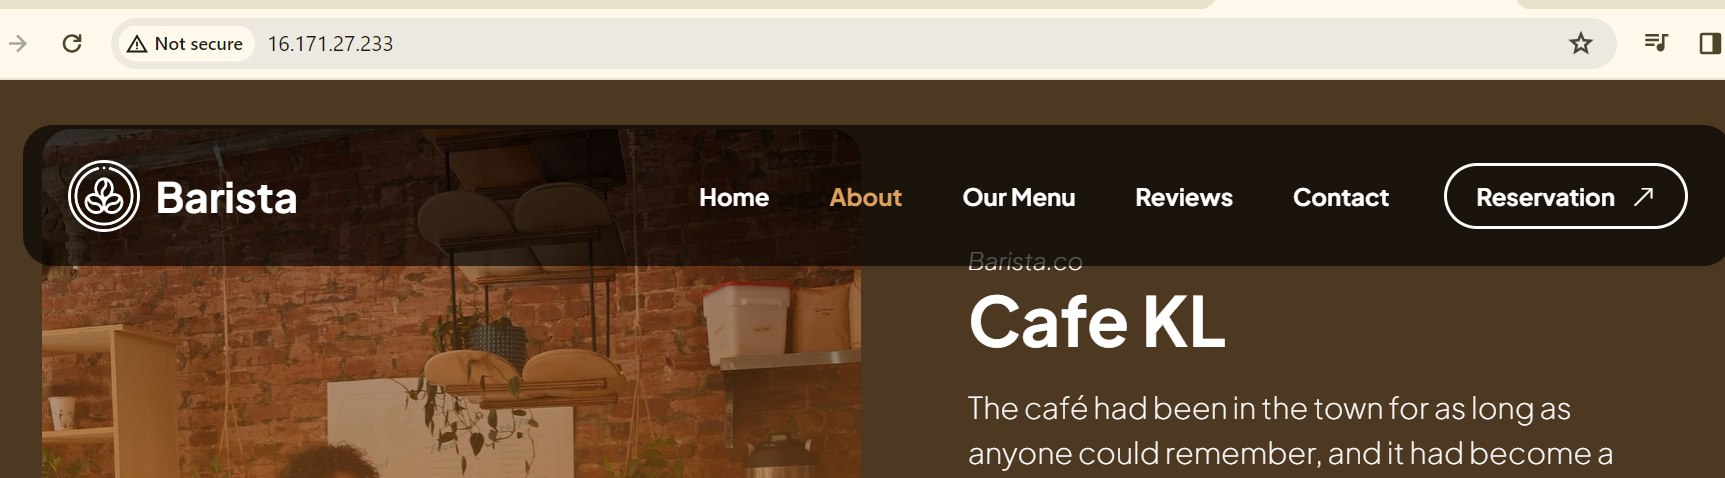 Not secure 16.171.27.233
Barista Home About Our Menu Reviews Contact Reservation
Barista.co
Cafe KL
The café had been in the town for as long as
anyone could remember, and it had become a